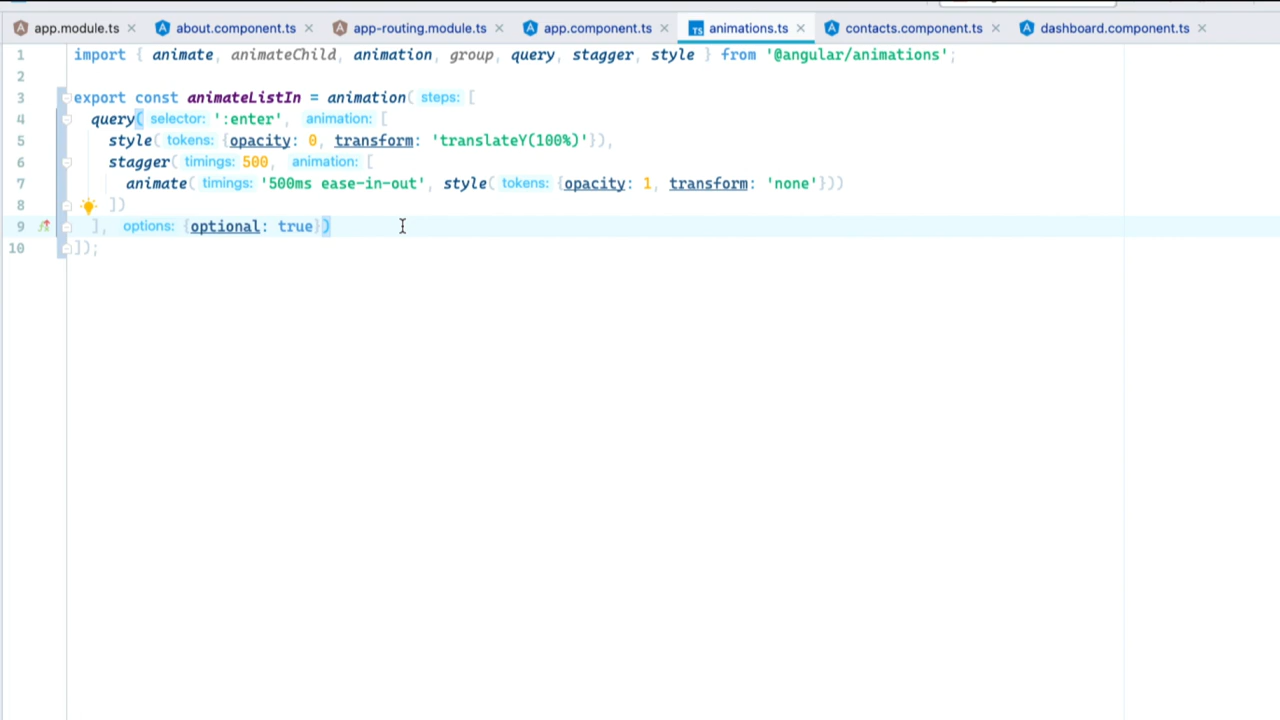 app.module.ts about.component.ts app-routing.module.ts app.component.ts TS animations.ts contacts.component.ts dashboard.component.ts
1 import { animate, animateChild, animation, group, query, stagger, style } from '@angular/animations';
2
3 export const animateListIn = animation( steps: [
4 query( selector: ':enter', animation: [
5 style( tokens: {opacity: 0, transform: 'translateY(100%)'}),
6 stagger( timings: 500, animation: [
7 animate( timings: '500ms ease-in-out', style( tokens: {opacity: 1, transform: 'none'}))
8 ])
9 ], options: {optional: true})
10 ]);